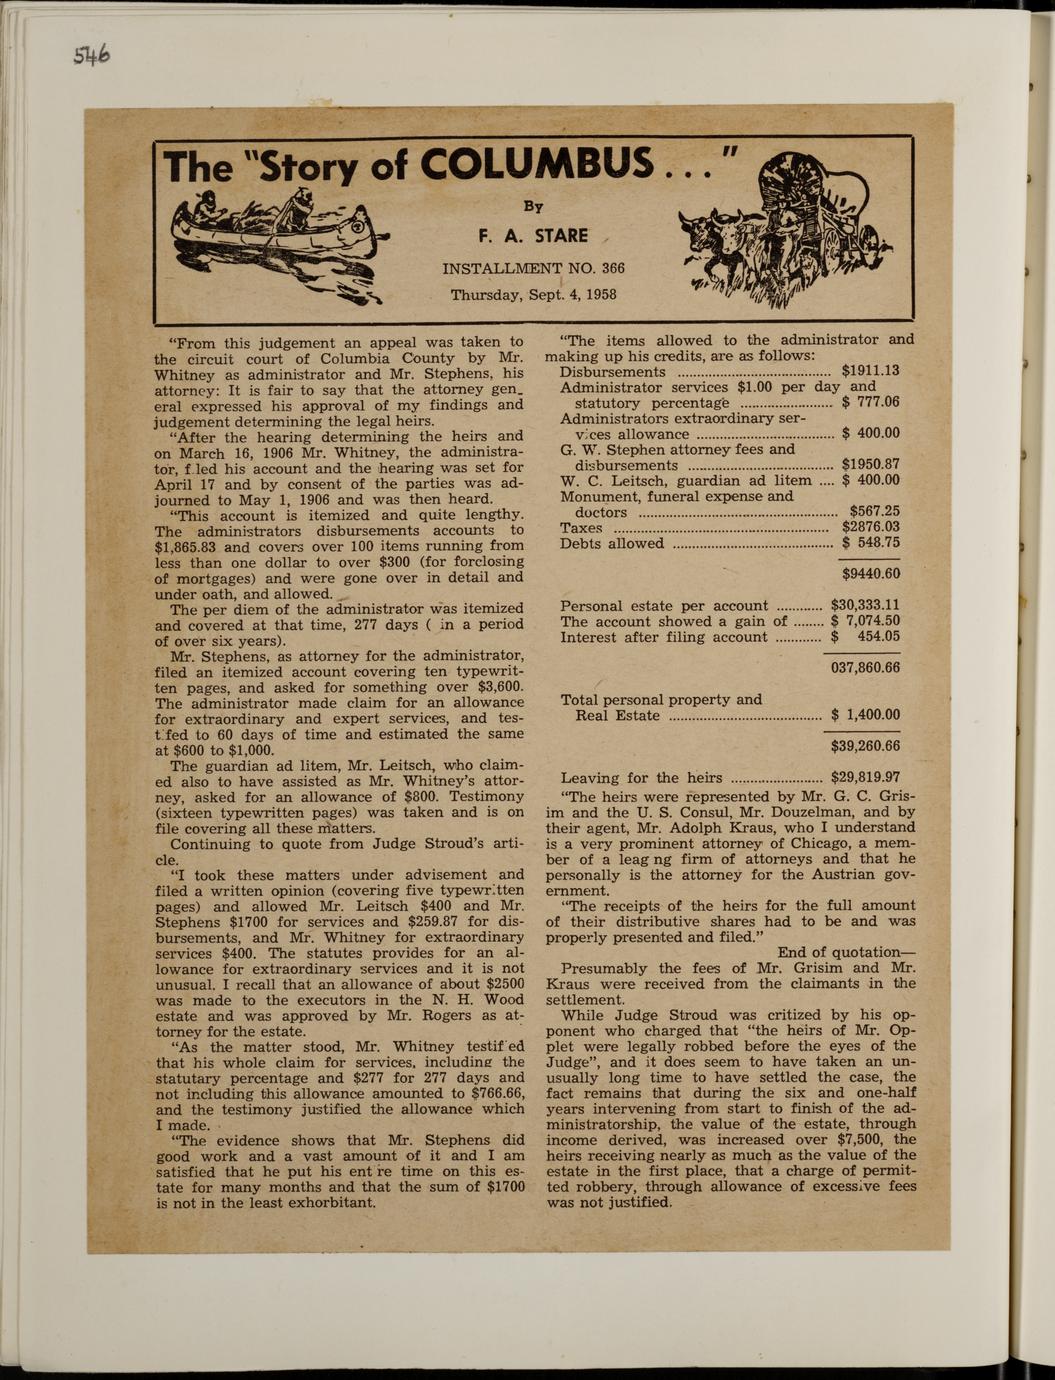 546
The "Story of COLUMBUS . . ."
By
F. A. STARE
INSTALLMENT NO. 366
Thursday, Sept. 4, 1958
"From this judgement an appeal was taken to
the circuit court of Columbia County by Mr.
Whitney as administrator and Mr. Stephens, his
attorney: It is fair to say that the attorney gen_
eral expressed his approval of my findings and
judgement determining the legal heirs.
"After the hearing determining the heirs and
on March 16, 1906 Mr. Whitney, the administra-
tor, f led his account and the hearing was set for
April 17 and by consent of the parties was ad-
journed to May 1, 1906 and was then heard.
"This account is itemized and quite lengthy.
The administrators disbursements accounts to
$1,865.83 and covers over 100 items running from
less than one dollar to over $300 (for forclosing
of mortgages) and were gone over in detail and
under oath, and allowed.
The per diem of the administrator was itemized
and covered at that time, 277 days ( in a period
of over six years).
Mr. Stephens, as attorney for the administrator,
filed an itemized account covering ten typewrit-
ten pages, and asked for something over $3,600.
The administrator made claim for an allowance
for extraordinary and expert services, and tes-
t fed to 60 days of time and estimated the same
at $600 to $1,000.
The guardian ad litem, Mr. Leitsch, who claim-
ed also to have assisted as Mr. Whitney's attor-
ney, asked for an allowance of $800. Testimony
(sixteen typewritten pages) was taken and is on
file covering all these matters.
Continuing to quote from Judge Stroud's arti-
cle.
"I took these matters under advisement and
filed a written opinion (covering five typewritten
pages) and allowed Mr. Leitsch $400 and Mr.
Stephens $1700 for services and $259.87 for dis-
bursements, and Mr. Whitney for extraordinary
services $400. The statutes provides for an al-
lowance for extraordinary services and it is not
unusual. I recall that an allowance of about $2500
was made to the executors in the N. H. Wood
estate and was approved by Mr. Rogers as at-
torney for the estate.
"As the matter stood, Mr. Whitney testif ed
that his whole claim for services, including the
statutary percentage and $277 for 277 days and
not including this allowance amounted to $766.66,
and the testimony justified the allowance which
I made.
"The evidence shows that Mr. Stephens did
good work and a vast amount of it and I am
satisfied that he put his ent re time on this es-
tate for many months and that the sum of $1700
is not in the least exhorbitant.
"The items allowed to the administrator and
making up his credits, are as follows:
Disbursements ........................................ $1911.13
Administrator services $1.00 per day and
statutory percentage ........................ $ 777.06
Administrators extraordinary ser-
vices allowance .................................... $ 400.00
G. W. Stephen attorney fees and
disbursements ...................................... $1950.87
W. C. Leitsch, guardian ad litem .... $ 400.00
Monument, funeral expense and
doctors .................................................... $567.25
Taxes ........................................................ $2876.03
Debts allowed .......................................... $ 548.75
$9440.60
Personal estate per account ............ $30,333.11
The account showed a gain of ........ $ 7,074.50
Interest after filing account ............ $ 454.05
037,860.66
Total personal property and
Real Estate ........................................ $ 1,400.00
$39,260.66
Leaving for the heirs ........................ $29,819.97
"The heirs were represented by Mr. G. C. Gris-
im and the U. S. Consul, Mr. Douzelman, and by
their agent, Mr. Adolph Kraus, who I understand
is a very prominent attorney of Chicago, a mem-
ber of a leag ng firm of attorneys and that he
personally is the attorney for the Austrian gov-
ernment.
"The receipts of the heirs for the full amount
of their distributive shares had to be and was
properly presented and filed."
End of quotation—
Presumably the fees of Mr. Grisim and Mr.
Kraus were received from the claimants in the
settlement.
While Judge Stroud was critized by his op-
ponent who charged that "the heirs of Mr. Op-
plet were legally robbed before the eyes of the
Judge", and it does seem to have taken an un-
usually long time to have settled the case, the
fact remains that during the six and one-half
years intervening from start to finish of the ad-
ministratorship, the value of the estate, through
income derived, was increased over $7,500, the
heirs receiving nearly as much as the value of the
estate in the first place, that a charge of permit-
ted robbery, through allowance of excessive fees
was not justified.